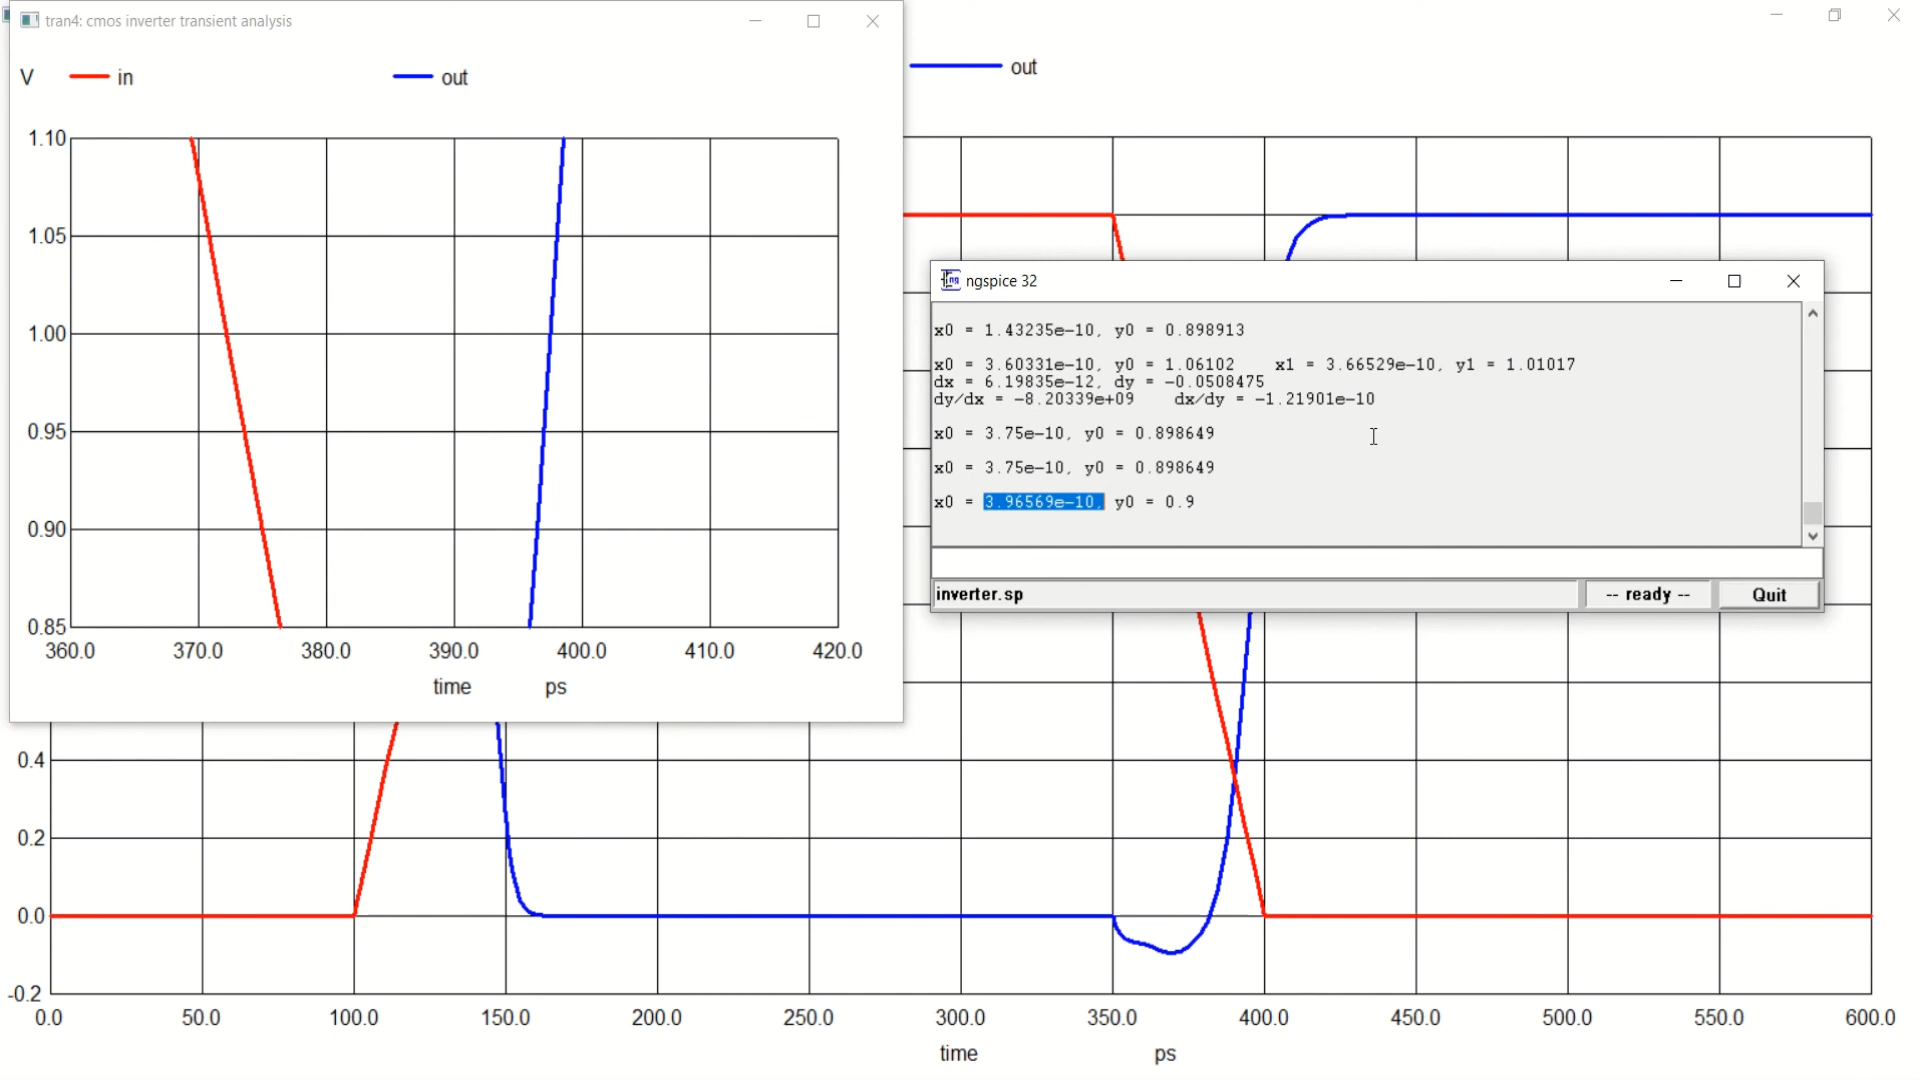 tran4: cmos inverter transient analysis
V in out
1.10
1.05
1.00
0.95
0.90
0.85
360.0 370.0 380.0 390.0 400.0 410.0 420.0
time ps
out
ngspice 32
x0 = 1.43235e-10, y0 = 0.898913
x0 = 3.60331e-10, y0 = 1.06102 x1 = 3.66529e-10, y1 = 1.01017
dx = 6.19835e-12, dy = -0.0508475
dy/dx = -8.20339e+09 dx/dy = -1.21901e-10
x0 = 3.75e-10, y0 = 0.898649
x0 = 3.75e-10, y0 = 0.898649
x0 = 3.96569e-10, y0 = 0.9
inverter.sp -- ready -- Quit
0.4
0.2
0.0
-0.2
0.0 50.0 100.0 150.0 200.0 250.0 300.0 350.0 400.0 450.0 500.0 550.0 600.0
time ps